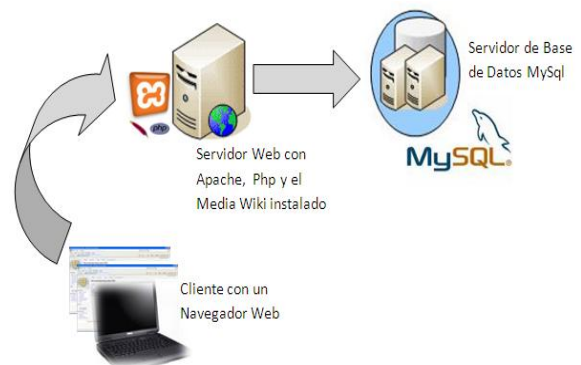 Servidor de Base
de Datos MySql
php
MySQL
Servidor Web con
Apache, Php y el
Media Wiki instalado
Cliente con un
Navegador Web